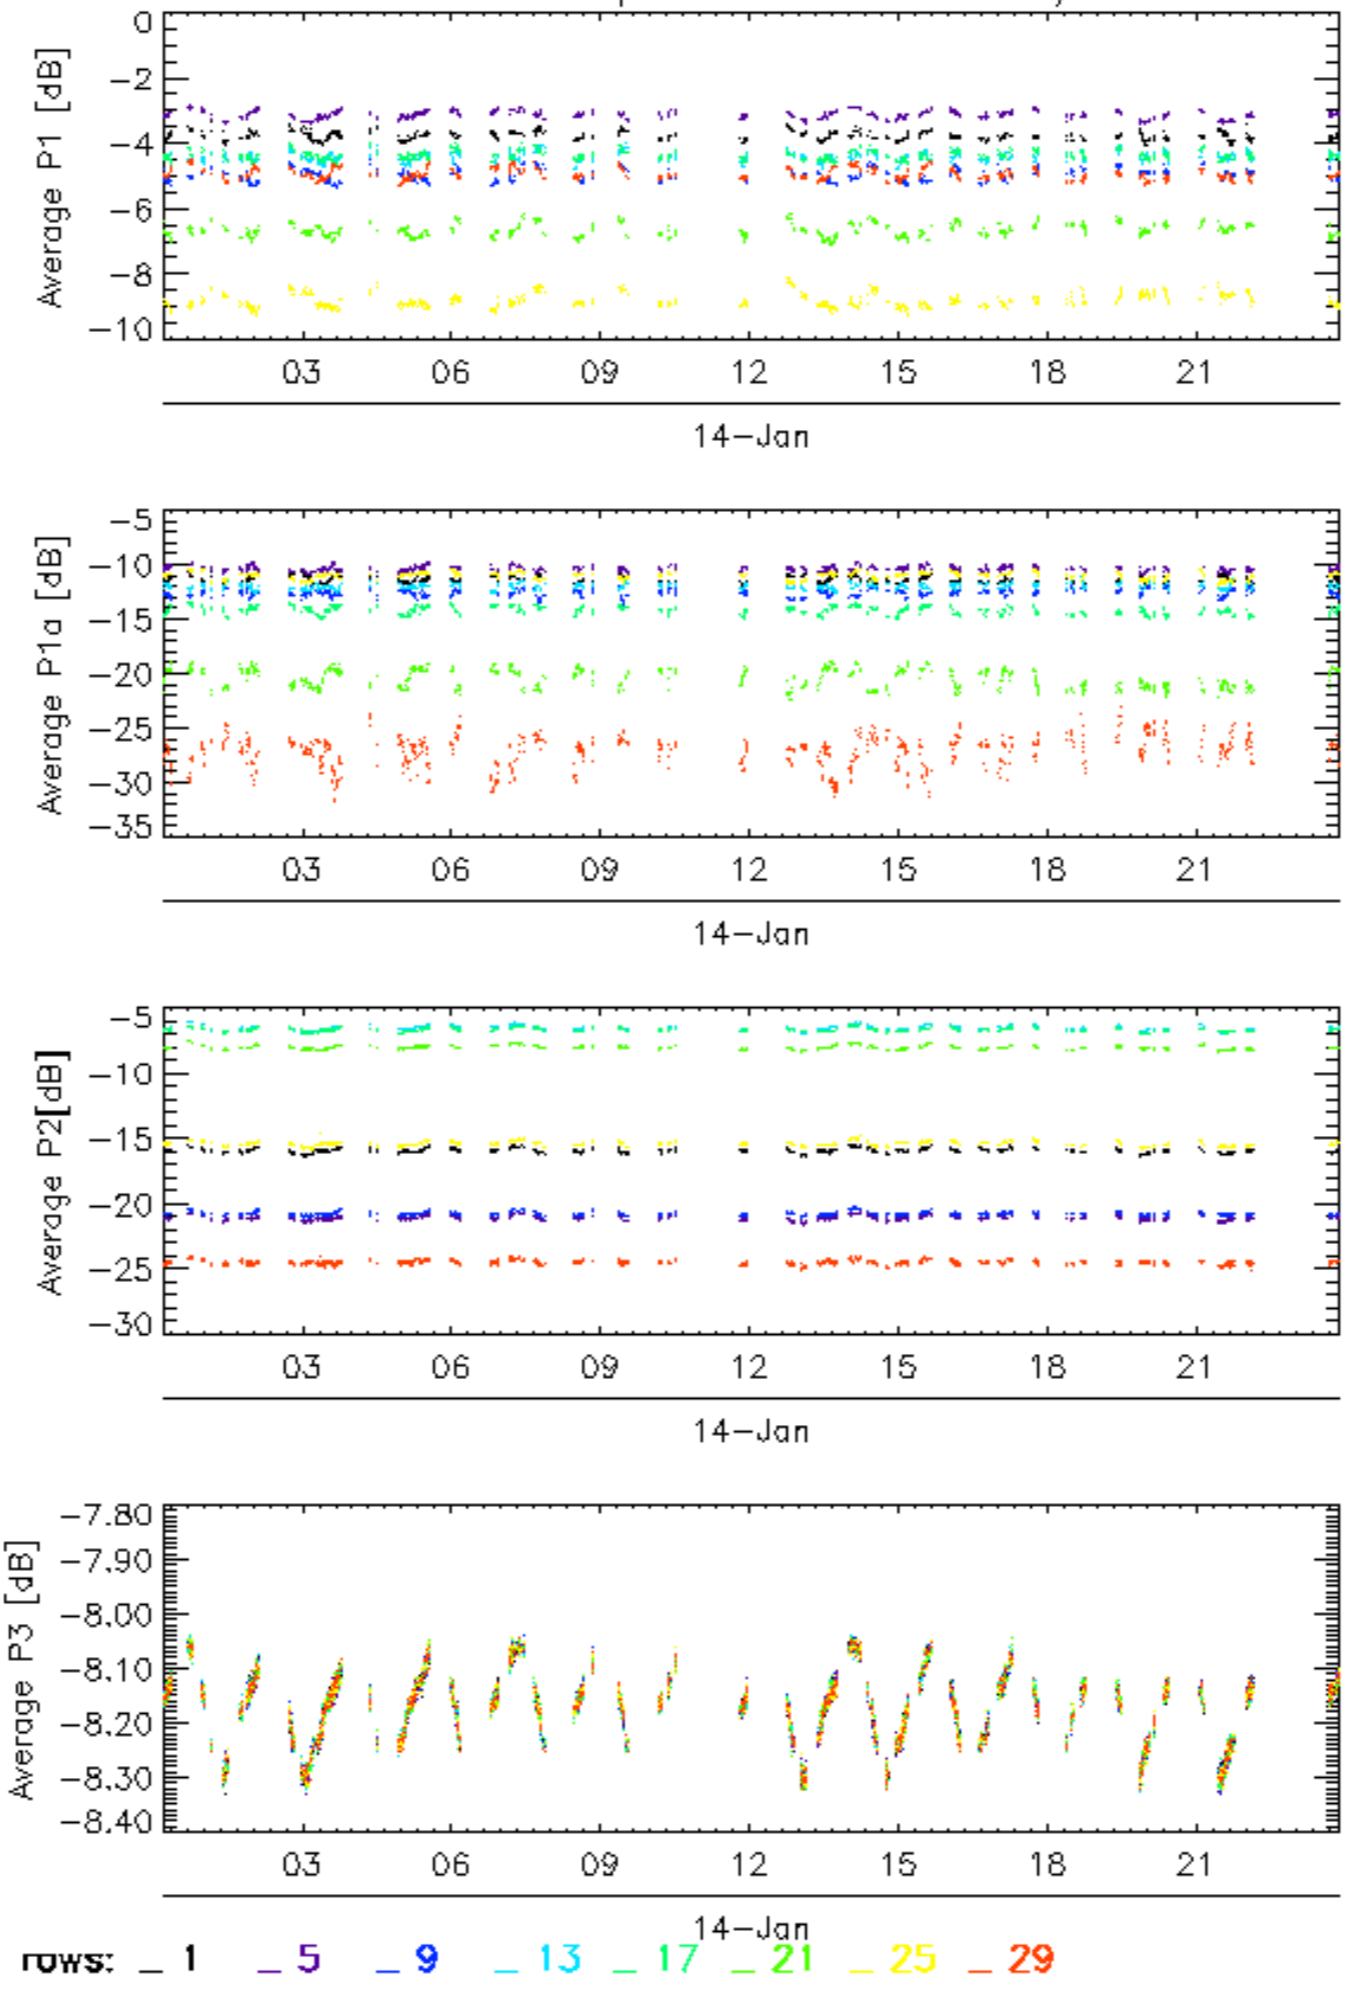 0
−2
−4
−6
−8
−10
Average P1 [dB]
03 06 09 12 15 18 21
14−Jan
−5
−10
−15
−20
−25
−30
−35
Average P1a [dB]
03 06 09 12 15 18 21
14−Jan
−5
−10
−15
−20
−25
−30
Average P2[dB]
03 06 09 12 15 18 21
14−Jan
−7.80
−7.90
−8.00
−8.10
−8.20
−8.30
−8.40
Average P3 [dB]
03 06 09 12 15 18 21
14−Jan
rows: _ 1 _ 5 _ 9 _ 13 _ 17 _ 21 _ 25 _ 29